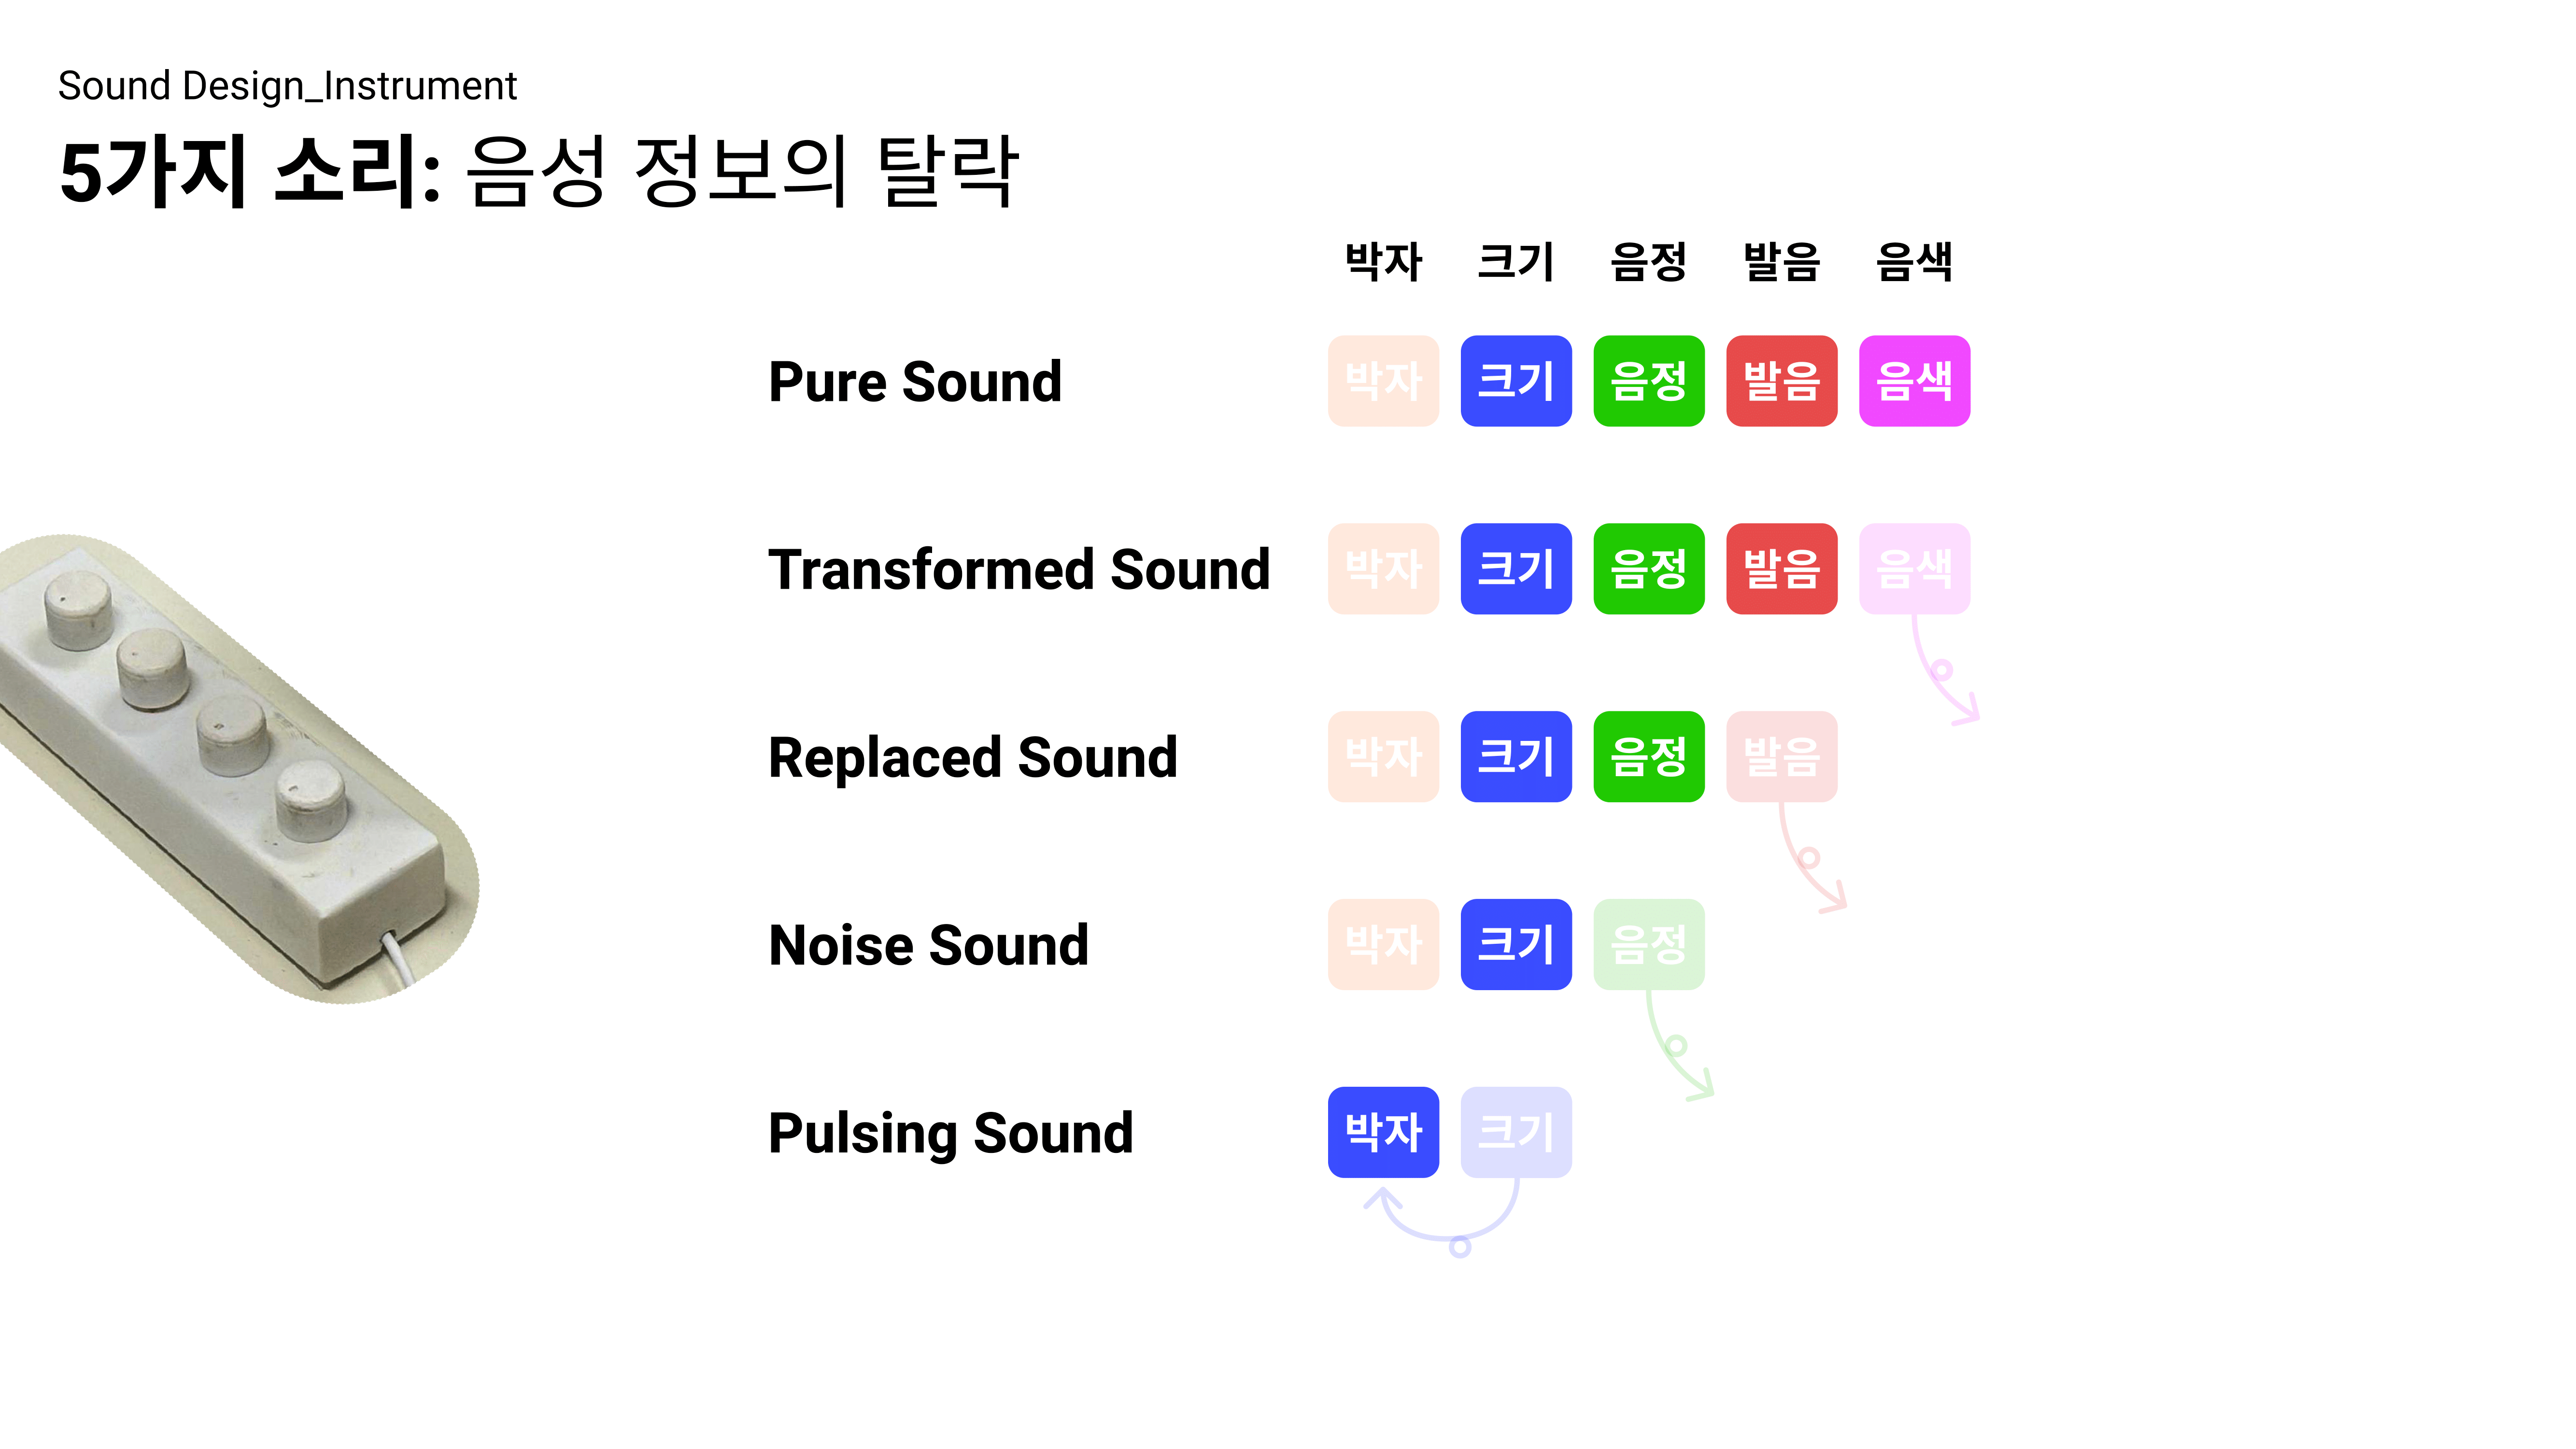 Sound Design_Instrument
5가지 소리: 음성 정보의 탈락
박자 크기 음정 발음 음색
Pure Sound 박자 크기 음정 발음 음색
Transformed Sound 박자 크기 음정 발음 음색
Replaced Sound 박자 크기 음정 발음
Noise Sound 박자 크기 음정
Pulsing Sound 박자 크기